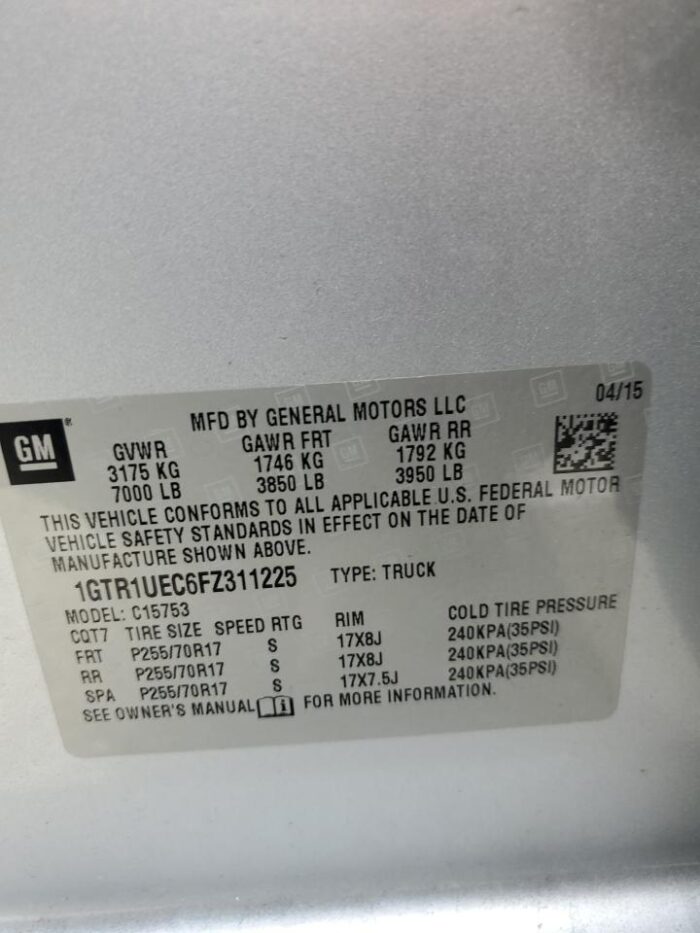 04/15
GM®
MFD BY GENERAL MOTORS LLC
GVWR GAWR FRT GAWR RR
3175 KG 1746 KG 1792 KG
7000 LB 3850 LB 3950 LB
THIS VEHICLE CONFORMS TO ALL APPLICABLE U.S. FEDERAL MOTOR
VEHICLE SAFETY STANDARDS IN EFFECT ON THE DATE OF
MANUFACTURE SHOWN ABOVE.
1GTR1UEC6FZ311225 TYPE: TRUCK
MODEL: C15753
CQT7 TIRE SIZE SPEED RTG RIM COLD TIRE PRESSURE
FRT P255/70R17 S 17X8J 240KPA(35PSI)
RR P255/70R17 S 17X8J 240KPA(35PSI)
SPA P255/70R17 S 17X7.5J 240KPA(35PSI)
SEE OWNER'S MANUAL FOR MORE INFORMATION.